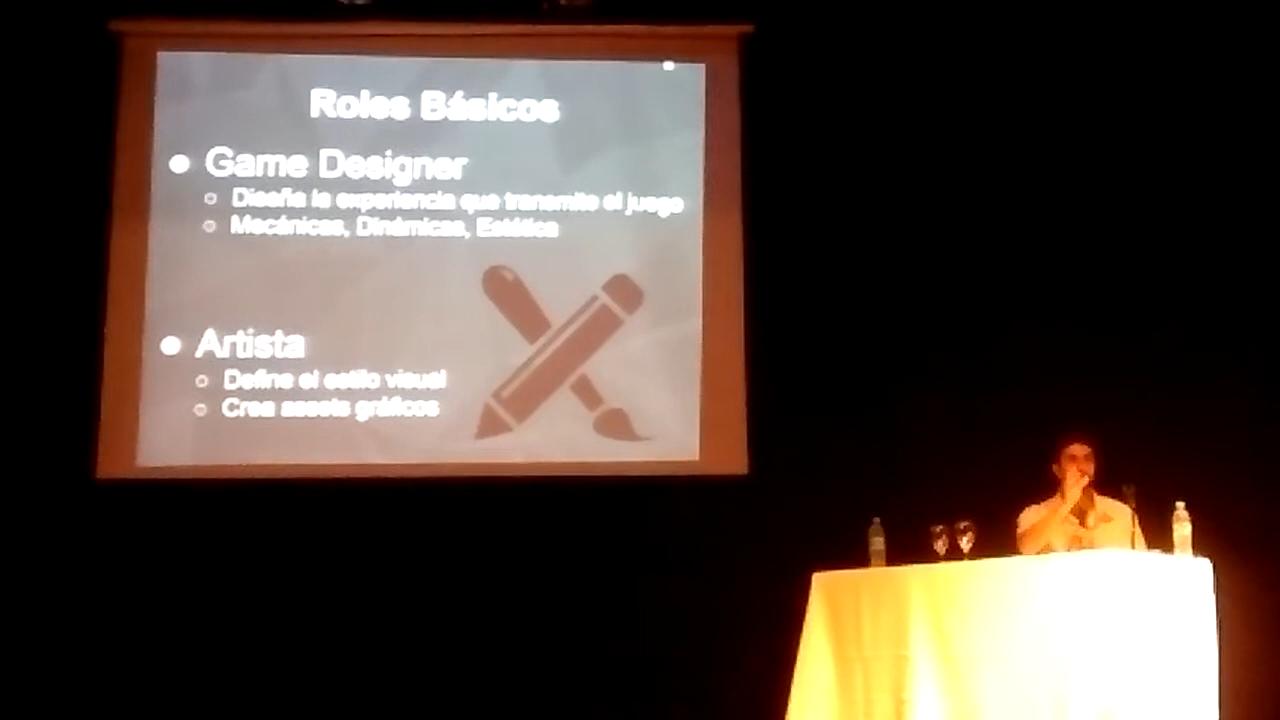 Roles Básicos
Game Designer
Diseña la experiencia que transmite el juego
Mecánicas, Dinámicas, Estética
Artista
Define el estilo visual
Crea assets gráficos